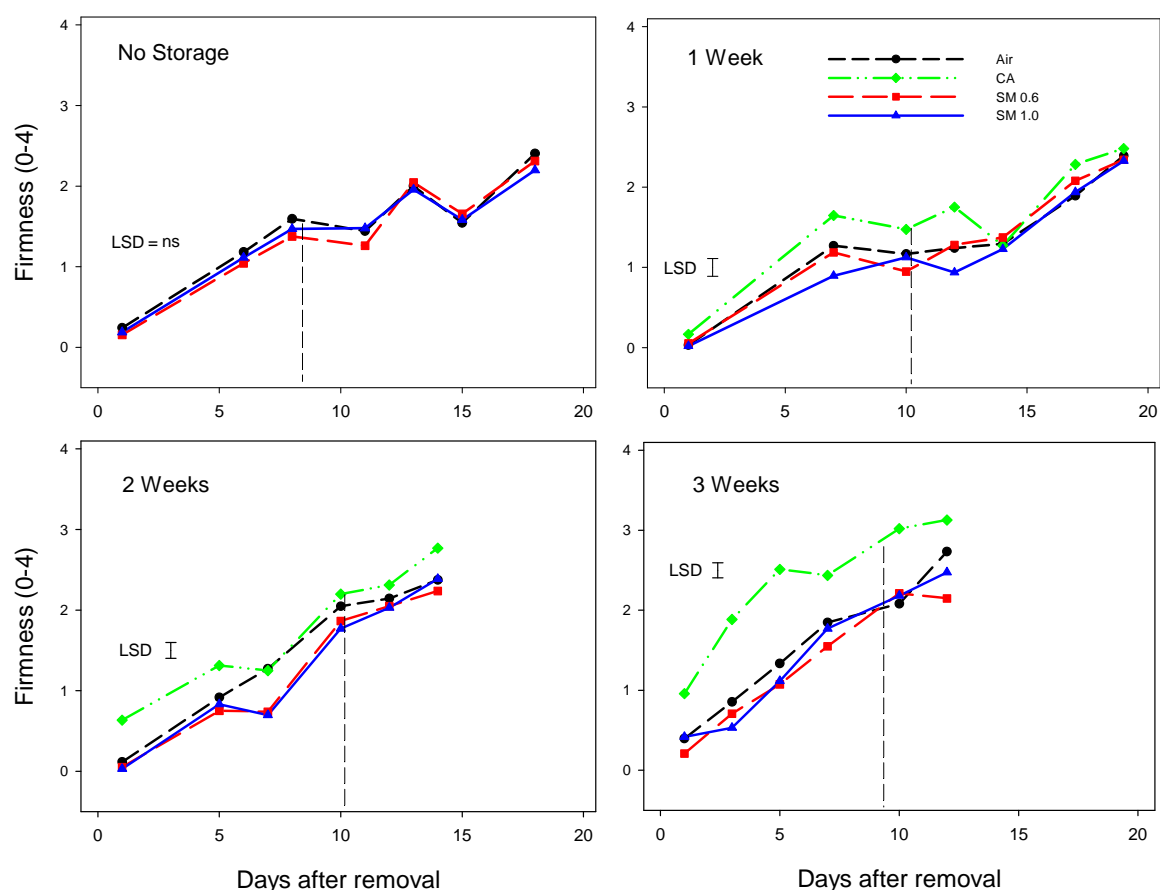 No Storage
Firmness (0-4)
4
3
2
1
0
LSD = ns
0 5 10 15 20
1 Week
Air
CA
SM 0.6
SM 1.0
4
3
2
1
0
LSD
0 5 10 15 20
2 Weeks
Firmness (0-4)
4
3
2
1
0
LSD
0 5 10 15 20
Days after removal
3 Weeks
4
3
2
1
0
LSD
0 5 10 15 20
Days after removal